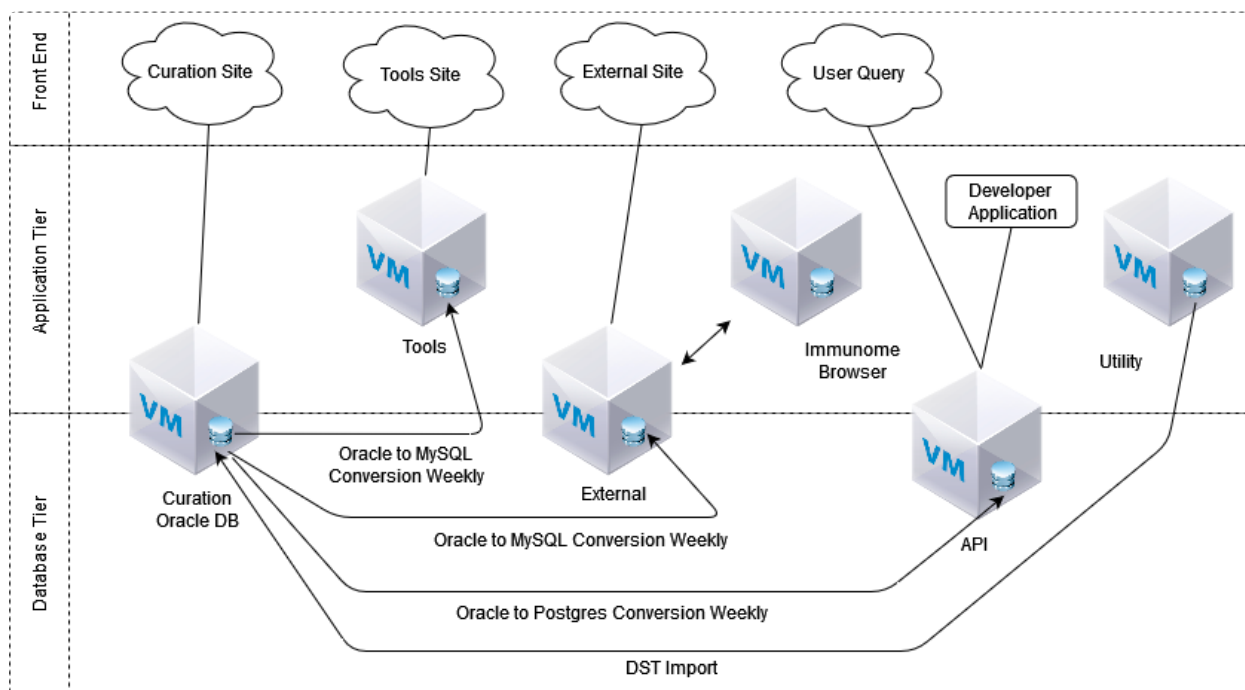 Front End
Curation Site
Tools Site
External Site
User Query
Application Tier
Developer
Application
VM
VM
VM
Tools
Immunome
Browser
Utility
VM
VM
VM
Oracle to MySQL
Conversion Weekly
Curation
Oracle DB
External
Database Tier
Oracle to MySQL Conversion Weekly
API
Oracle to Postgres Conversion Weekly
DST Import